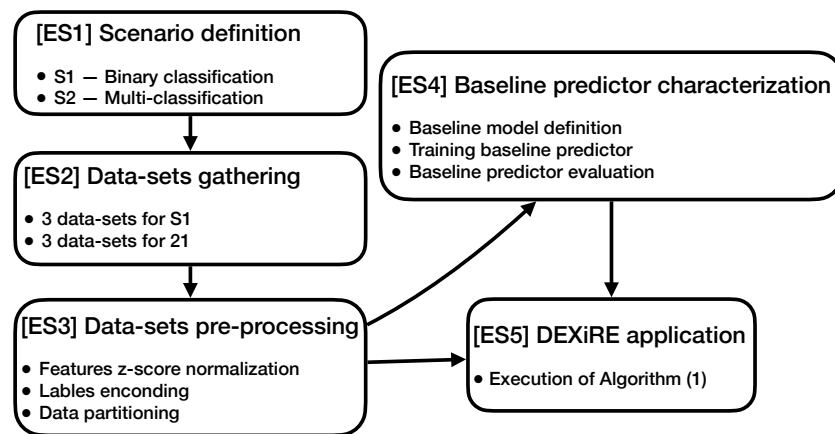 [ES1] Scenario definition
● S1 — Binary classification
● S2 — Multi-classification
[ES2] Data-sets gathering
● 3 data-sets for S1
● 3 data-sets for 21
[ES3] Data-sets pre-processing
● Features z-score normalization
● Lables enconding
● Data partitioning
[ES4] Baseline predictor characterization
● Baseline model definition
● Training baseline predictor
● Baseline predictor evaluation
[ES5] DEXiRE application
● Execution of Algorithm (1)